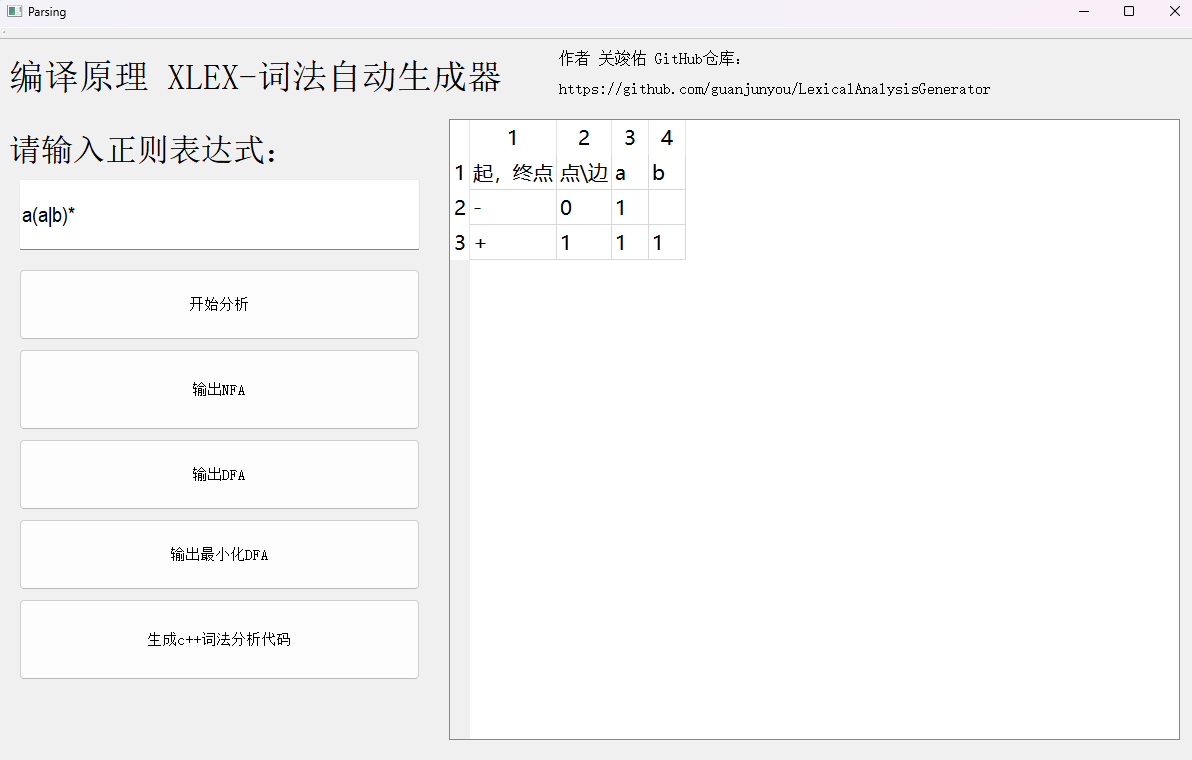 Parsing
编译原理 XLEX-词法自动生成器
作者 关竣佑 GitHub仓库:
https://github.com/guanjunyou/LexicalAnalysisGenerator
请输入正则表达式:
a(a|b)*
开始分析
输出NFA
输出DFA
输出最小化DFA
生成c++词法分析代码
1 2 3 4
1 起，终点 点\边 a b
2 - 0 1
3 + 1 1 1